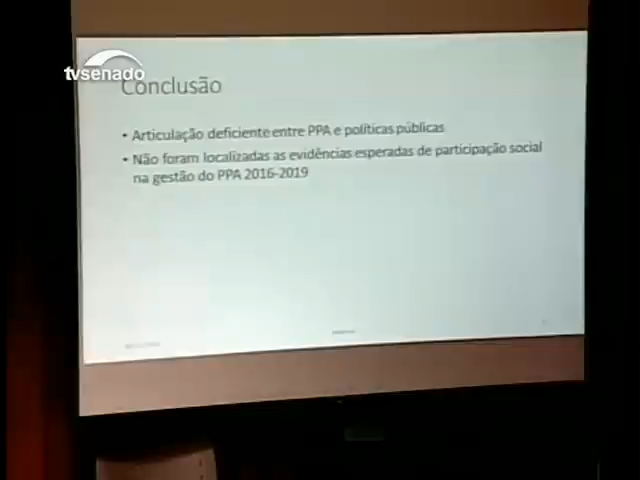 tvsenado
Conclusão
• Articulação deficiente entre PPA e políticas públicas
• Não foram localizadas as evidências esperadas de participação social
na gestão do PPA 2016-2019